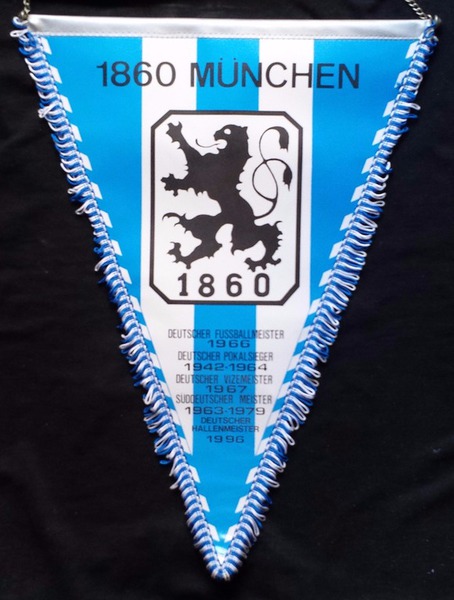 1860 MÜNCHEN
1860
DEUTSCHER FUSSBALLMEISTER
1966
DEUTSCHER POKALSIEGER
1942-1964
DEUTSCHER VIZEMEISTER
1967
SÜDDEUTSCHER MEISTER
1963-1979
DEUTSCHER
HALLENMEISTER
1996